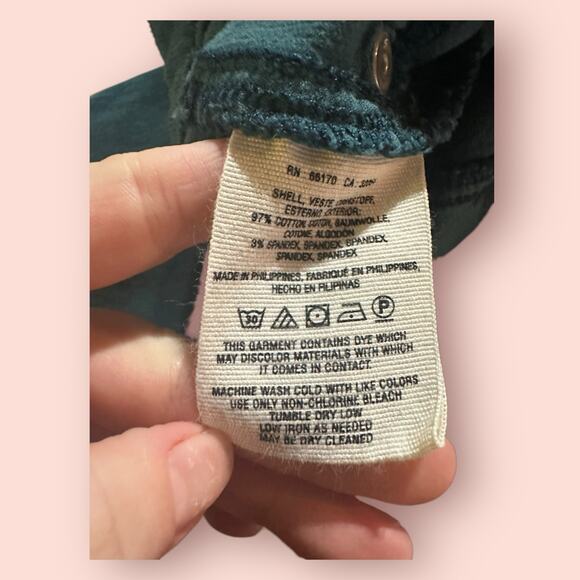 RN 66170 CA
SHELL, VESTE
ESTERNO EXTERIOR:
97% COTTON, COTON, BAUMWOLLE,
COTONE, ALGODON
3% SPANDEX, SPANDEX, SPANDEX,
SPANDEX, SPANDEX
MADE IN PHILIPPINES, FABRIQUÉ EN PHILIPPINES,
HECHO EN FILIPINAS
30 P
THIS GARMENT CONTAINS DYE WHICH
MAY DISCOLOR MATERIALS WITH WHICH
IT COMES IN CONTACT.
MACHINE WASH COLD WITH LIKE COLORS
USE ONLY NON-CHLORINE BLEACH
TUMBLE DRY LOW
LOW IRON AS NEEDED
MAY BE DRY CLEANED